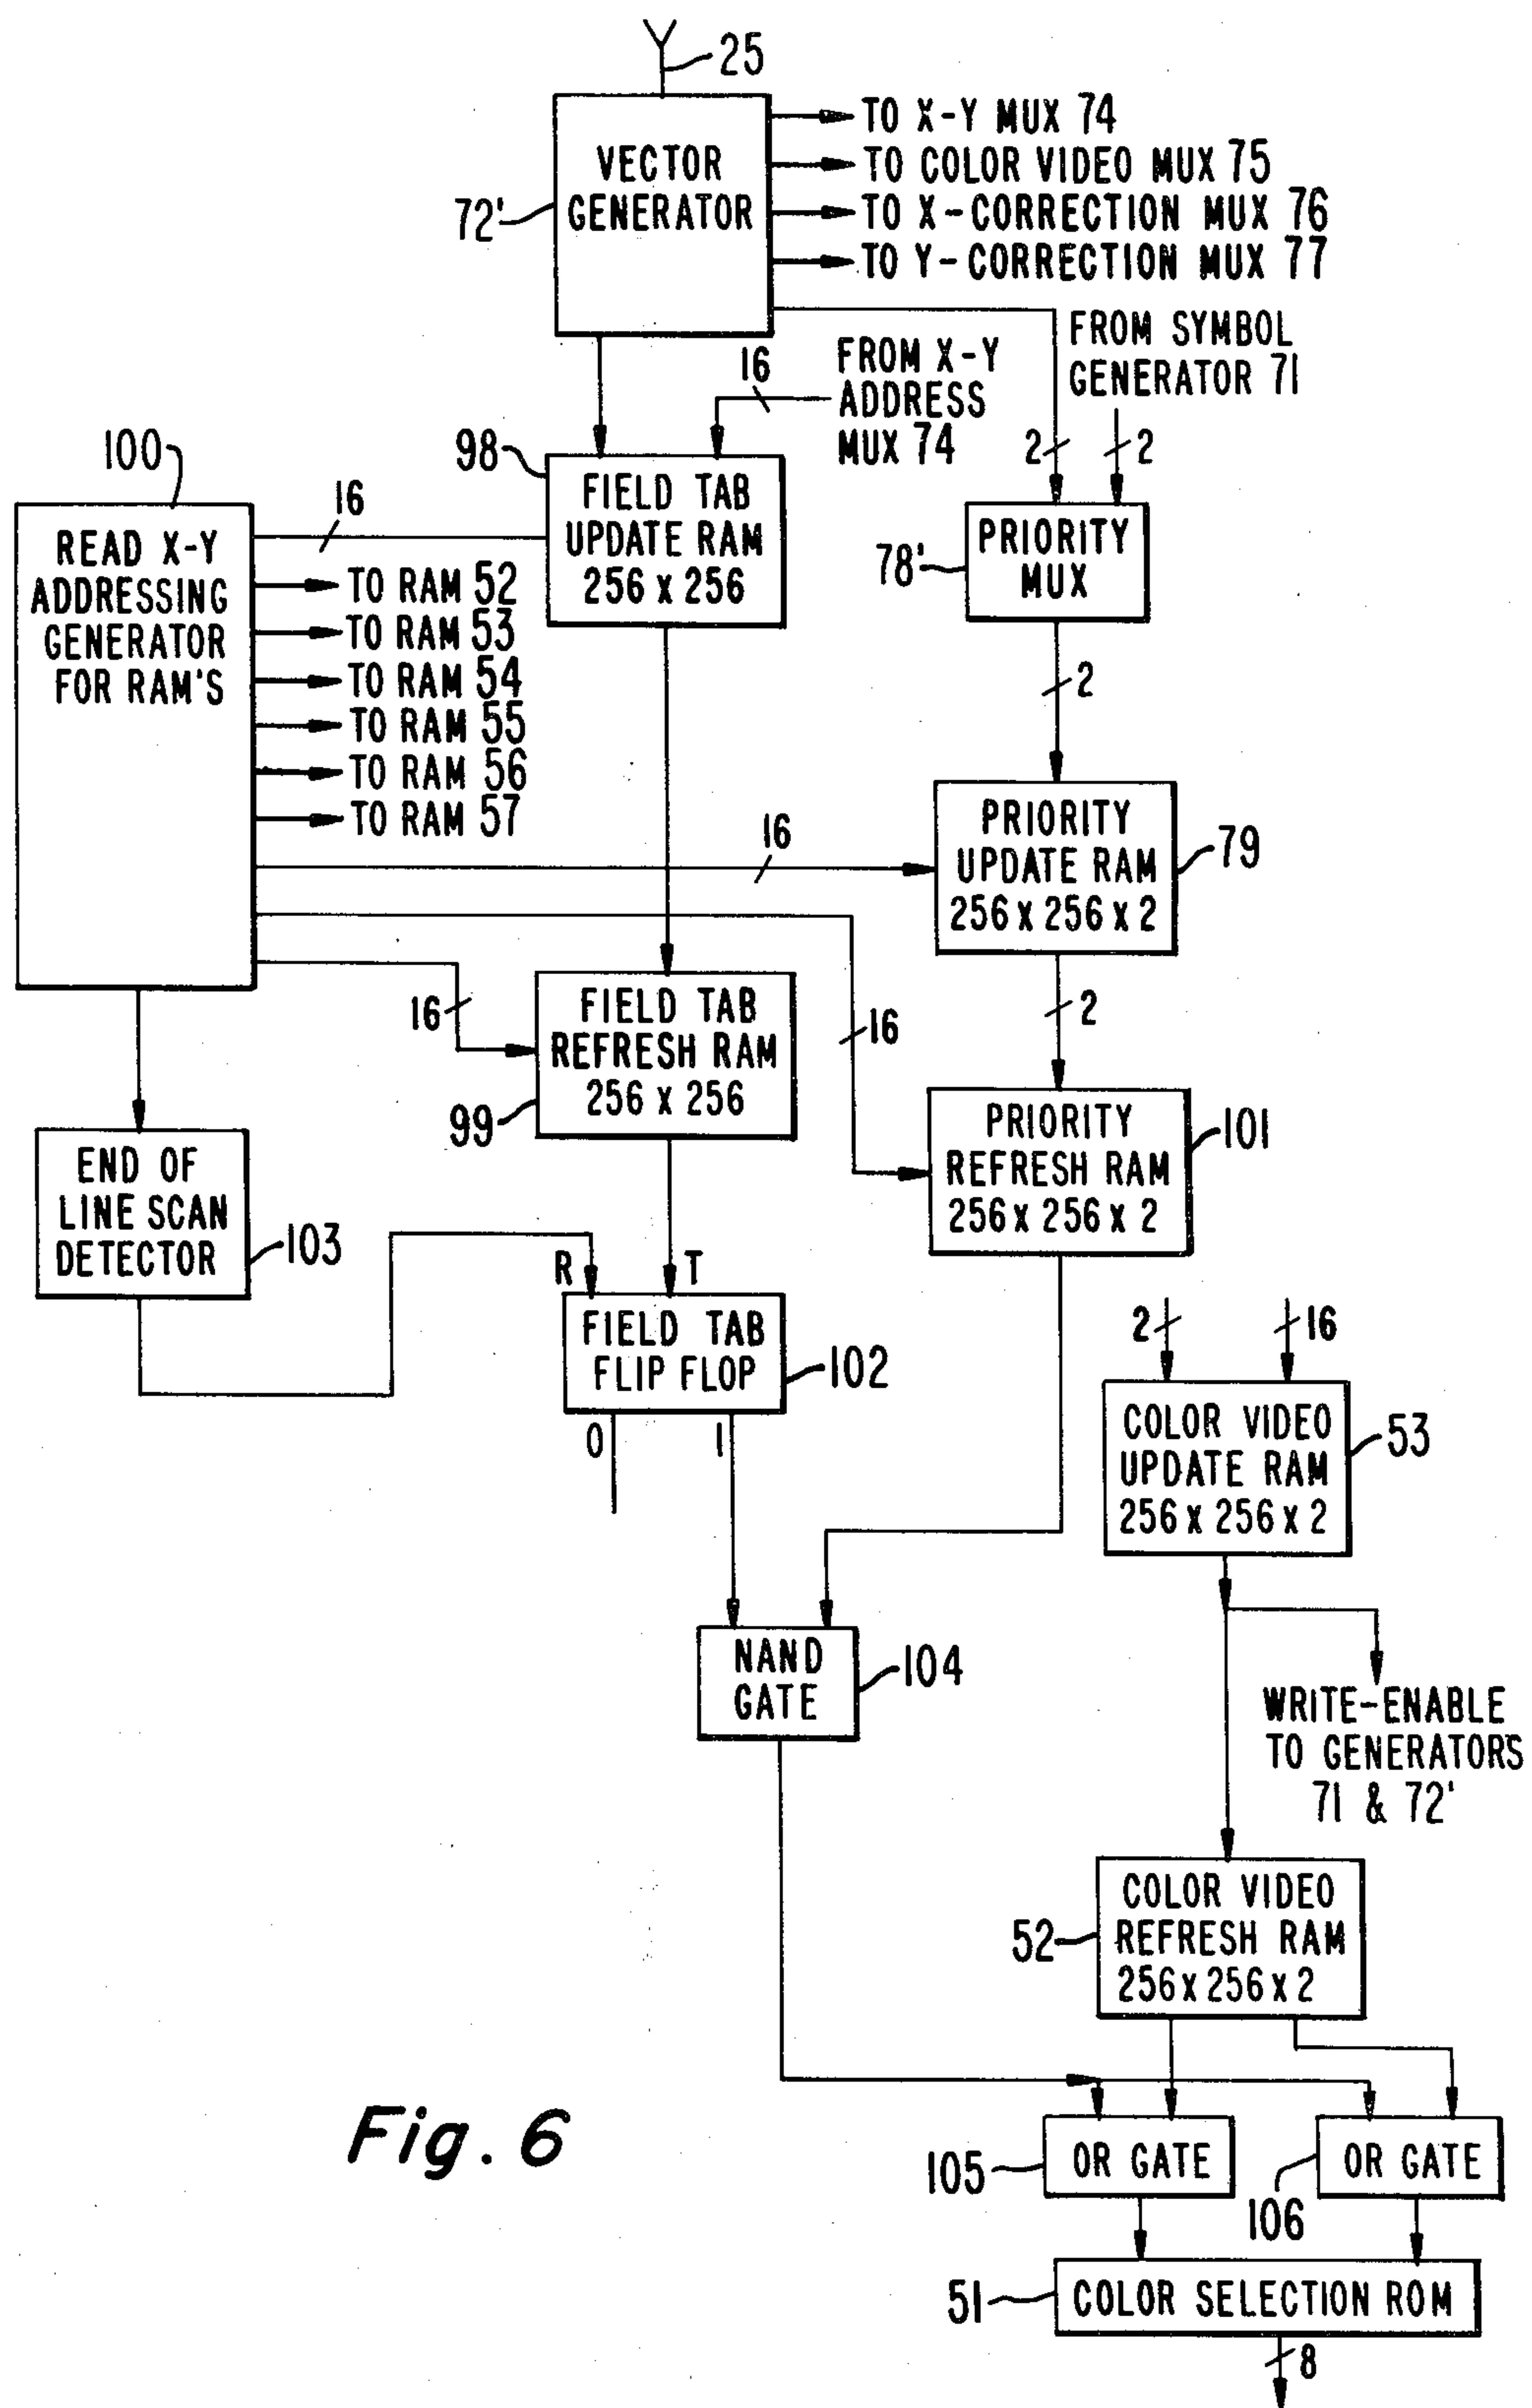 25
VECTOR
GENERATOR
72'
TO X-Y MUX 74
TO COLOR VIDEO MUX 75
TO X-CORRECTION MUX 76
TO Y-CORRECTION MUX 77
FROM SYMBOL
GENERATOR 71
16
FROM X-Y
ADDRESS
MUX 74
2
2
100
READ X-Y
ADDRESSING
GENERATOR
FOR RAM'S
16
98
FIELD TAB
UPDATE RAM
256 x 256
78'
PRIORITY
MUX
TO RAM 52
TO RAM 53
TO RAM 54
TO RAM 55
TO RAM 56
TO RAM 57
2
16
PRIORITY
UPDATE RAM
256 x 256 x 2
79
16
FIELD TAB
REFRESH RAM
256 x 256
99
16
2
PRIORITY
REFRESH RAM
256 x 256 x 2
101
END OF
LINE SCAN
DETECTOR
103
R
T
FIELD TAB
FLIP FLOP
102
0
1
2
16
COLOR VIDEO
UPDATE RAM
256 x 256 x 2
53
NAND
GATE
104
WRITE-ENABLE
TO GENERATORS
71 & 72'
COLOR VIDEO
REFRESH RAM
256 x 256 x 2
52
OR GATE
105
OR GATE
106
51
COLOR SELECTION ROM
8
Fig. 6